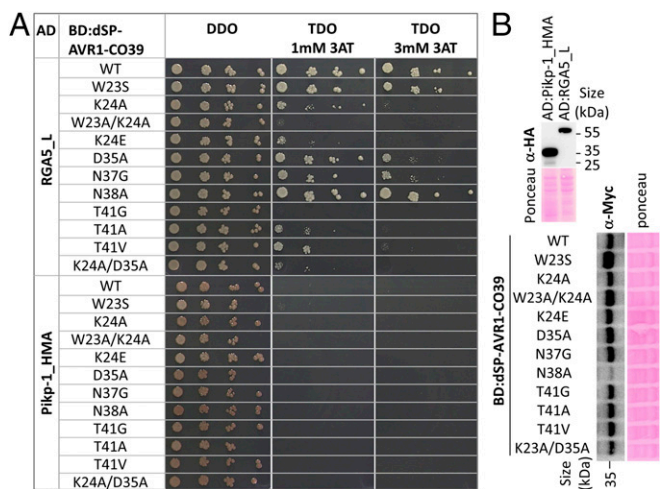 A
AD BD:dSP-AVR1-CO39 DDO TDO 1mM 3AT TDO 3mM 3AT
RGA5_L
WT
W23S
K24A
W23A/K24A
K24E
D35A
N37G
N38A
T41G
T41A
T41V
K24A/D35A
Pikp-1_HMA
WT
W23S
K24A
W23A/K24A
K24E
D35A
N37G
N38A
T41G
T41A
T41V
K24A/D35A
B
AD:Pikp-1_HMA
AD:RGA5_L
Size (kDa)
55
35
25
α-HA
Ponceau
α-Myc
ponceau
BD:dSP-AVR1-CO39
WT
W23S
K24A
W23A/K24A
K24E
D35A
N37G
N38A
T41G
T41A
T41V
K23A/D35A
Size (kDa)
35